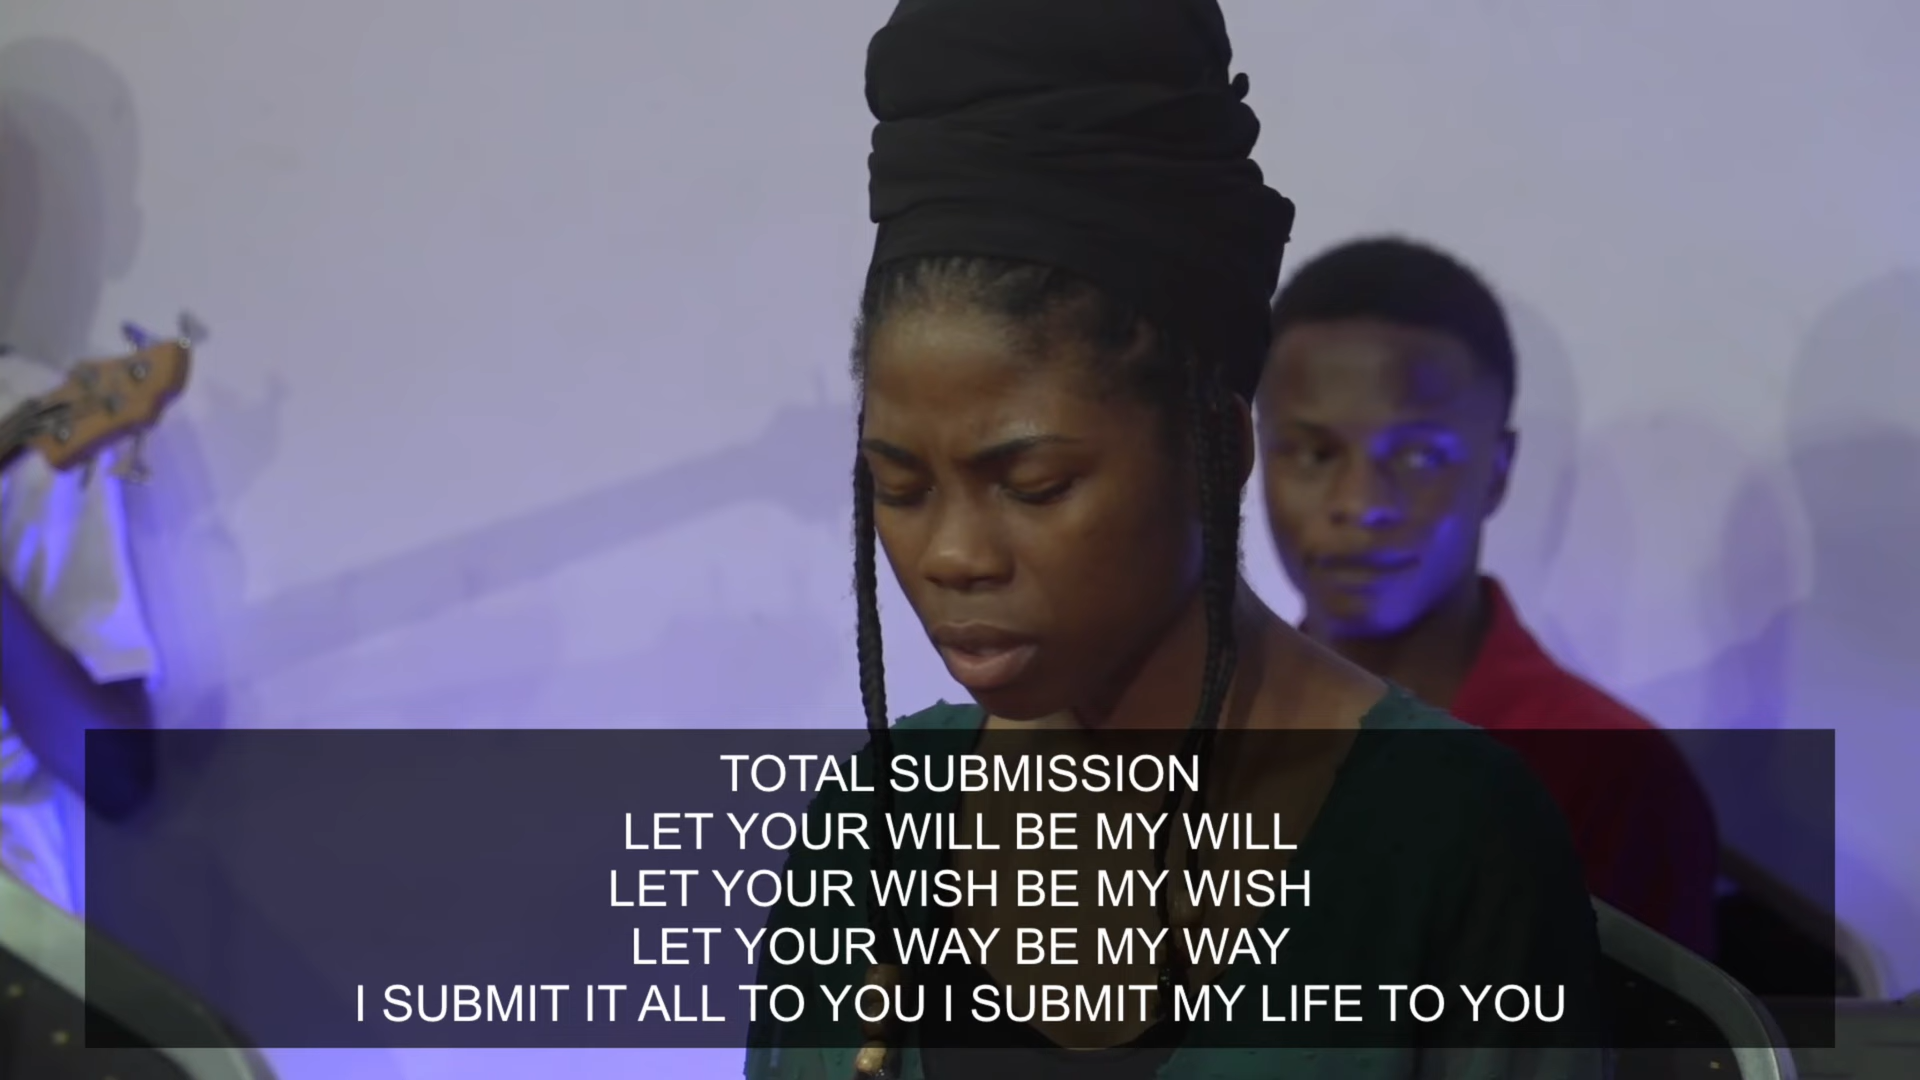 TOTAL SUBMISSION
LET YOUR WILL BE MY WILL
LET YOUR WISH BE MY WISH
LET YOUR WAY BE MY WAY
I SUBMIT IT ALL TO YOU I SUBMIT MY LIFE TO YOU